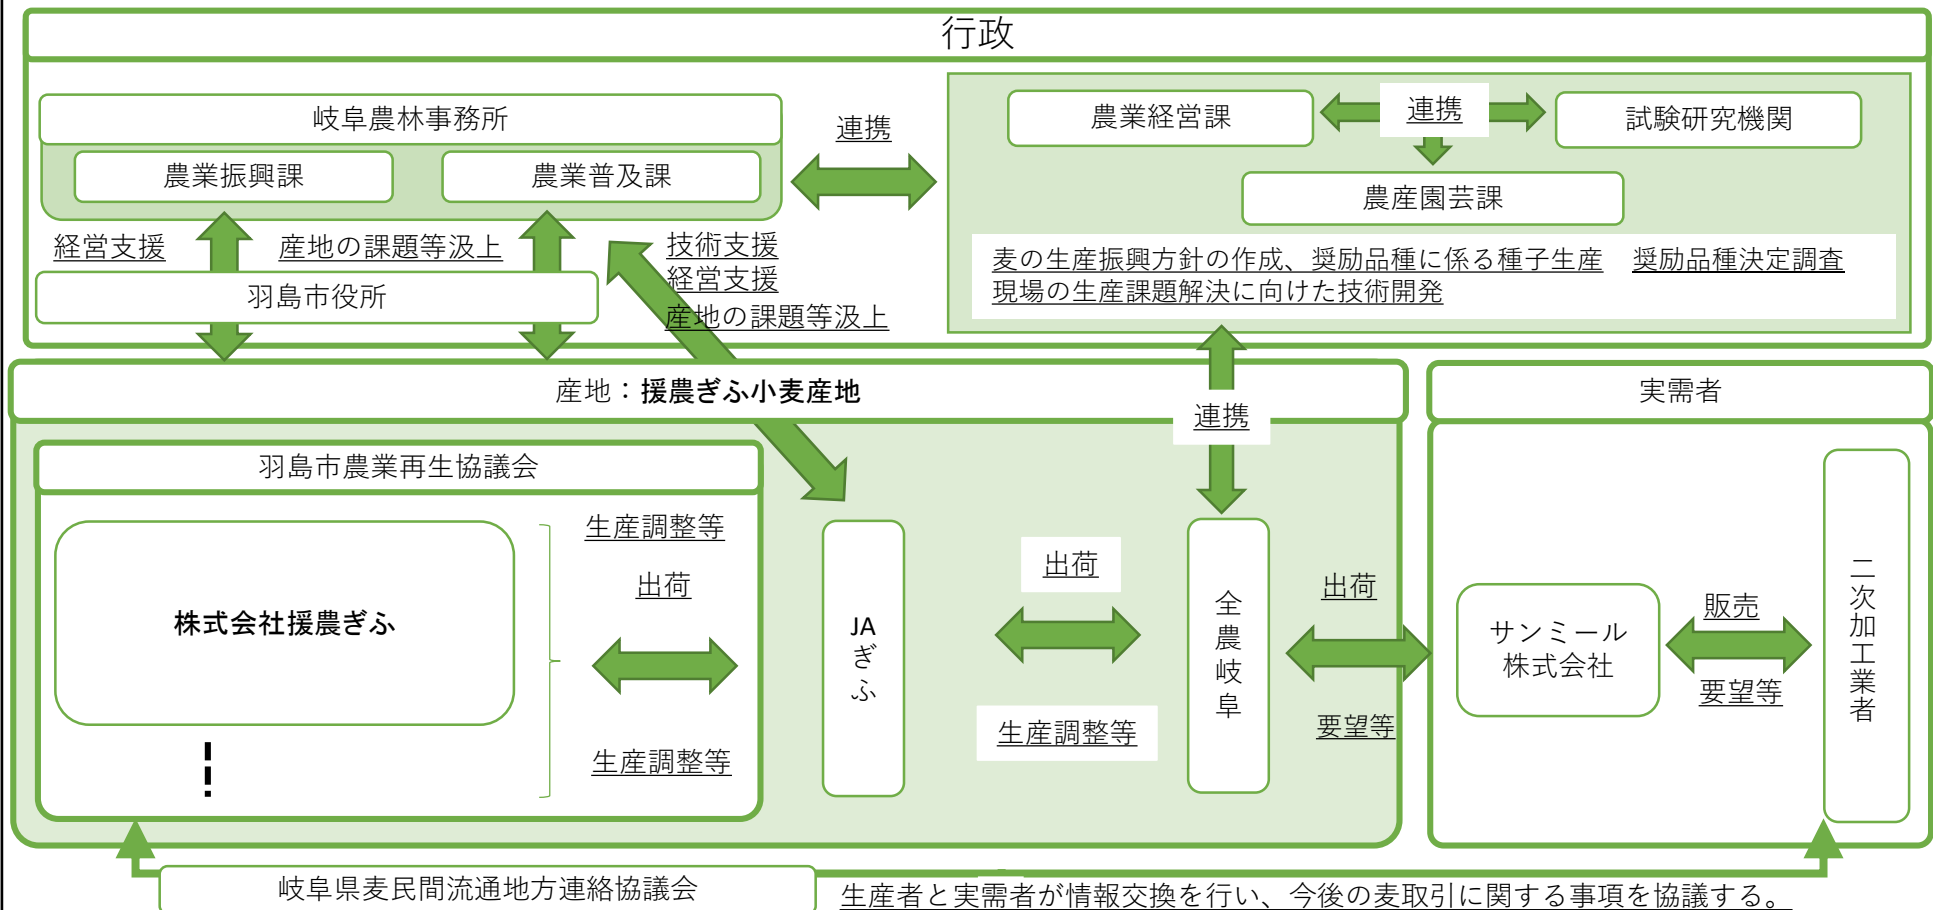 行政
岐阜農林事務所
農業振興課
農業普及課
連携
農業経営課
連携
試験研究機関
農産園芸課
経営支援
産地の課題等汲上
技術支援
経営支援
産地の課題等汲上
羽島市役所
麦の生産振興方針の作成、奨励品種に係る種子生産　奨励品種決定調査
現場の生産課題解決に向けた技術開発
産地：援農ぎふ小麦産地
連携
実需者
羽島市農業再生協議会
株式会社援農ぎふ
生産調整等
出荷
生産調整等
JAぎふ
出荷
生産調整等
全農岐阜
出荷
要望等
サンミール
株式会社
販売
要望等
二次加工業者
岐阜県麦民間流通地方連絡協議会
生産者と実需者が情報交換を行い、今後の麦取引に関する事項を協議する。